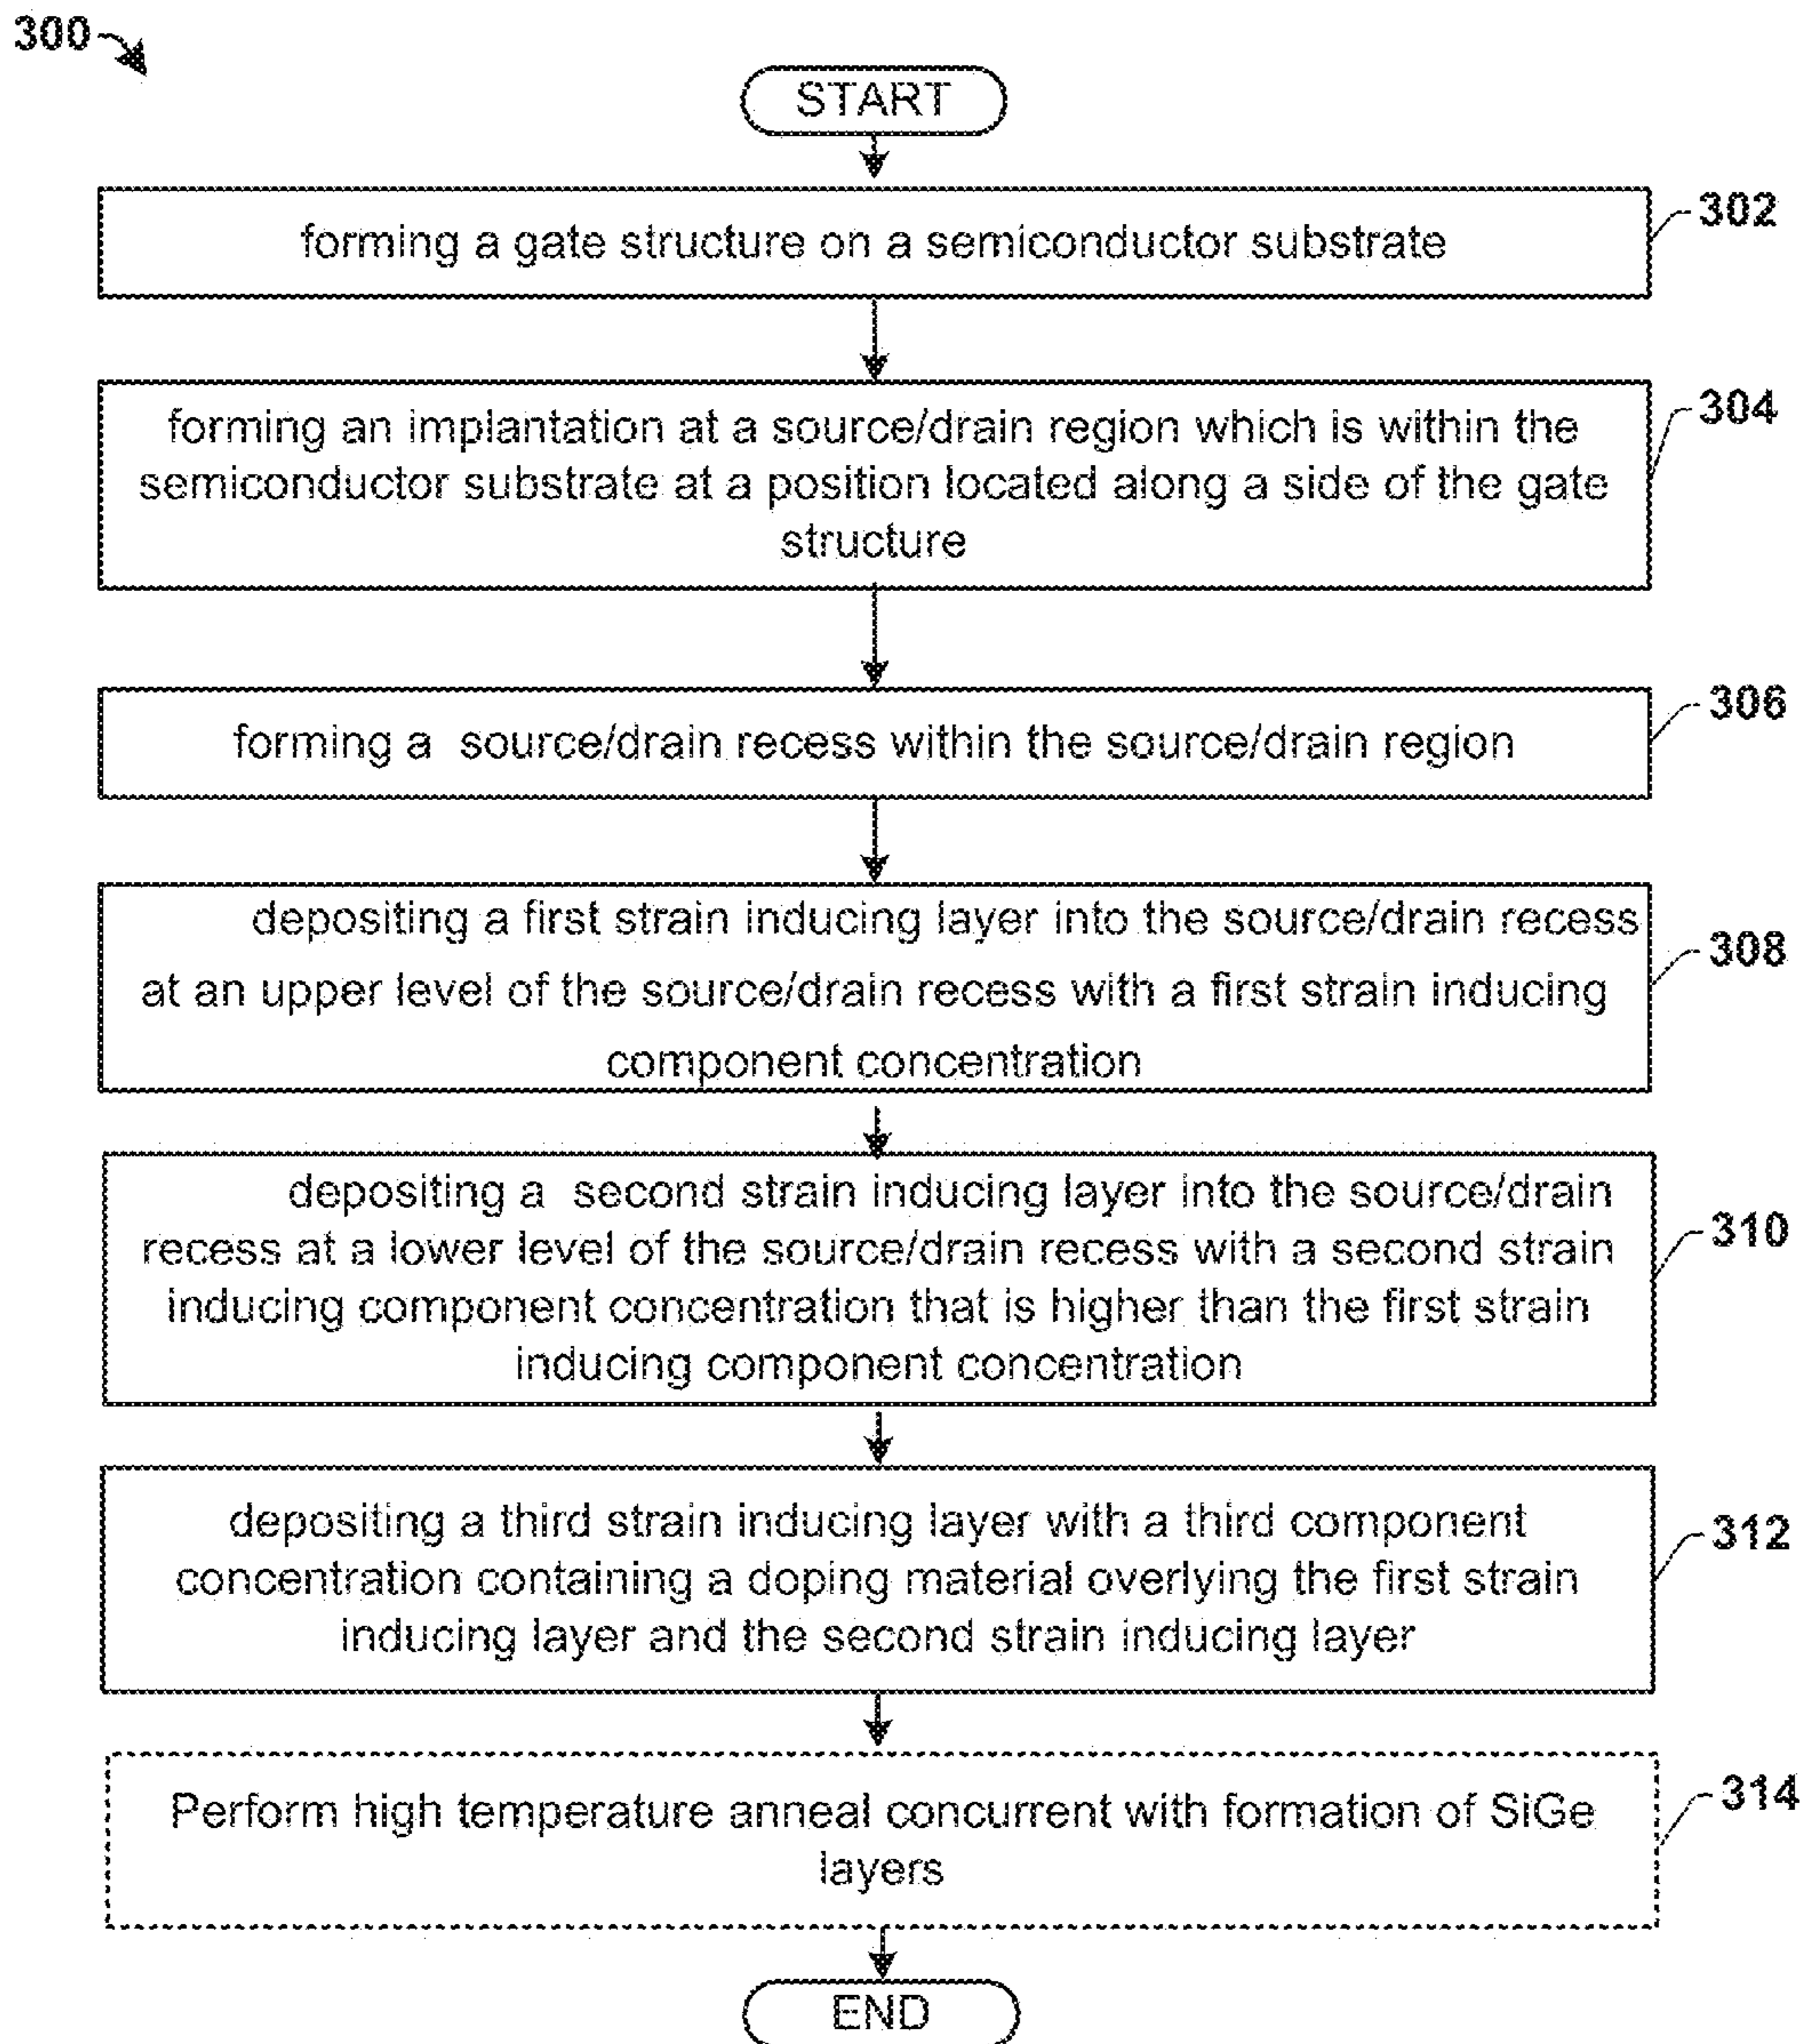 300
START
forming a gate structure on a semiconductor substrate
302
forming an implantation at a source/drain region which is within the
semiconductor substrate at a position located along a side of the gate
structure
304
forming a source/drain recess within the source/drain region
306
depositing a first strain inducing layer into the source/drain recess
at an upper level of the source/drain recess with a first strain inducing
component concentration
308
depositing a second strain inducing layer into the source/drain
recess at a lower level of the source/drain recess with a second strain
inducing component concentration that is higher than the first strain
inducing component concentration
310
depositing a third strain inducing layer with a third component
concentration containing a doping material overlying the first strain
inducing layer and the second strain inducing layer
312
Perform high temperature anneal concurrent with formation of SiGe
layers
314
END